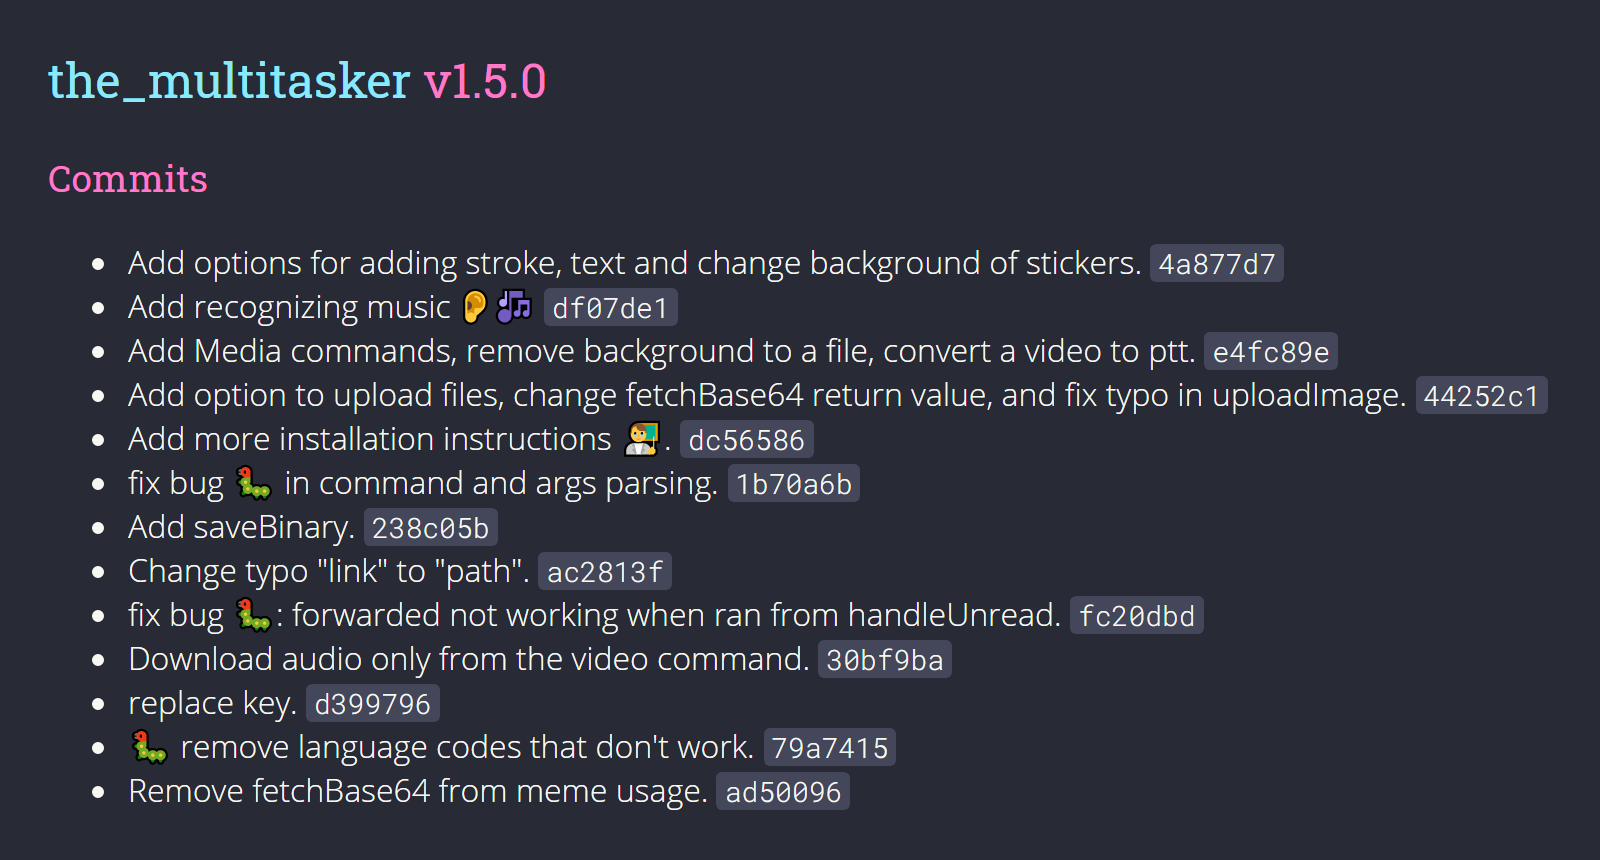 the_multitasker v1.5.0
Commits
Add options for adding stroke, text and change background of stickers. 4a877d7
Add recognizing music 👂🎶 df07de1
Add Media commands, remove background to a file, convert a video to ptt. e4fc89e
Add option to upload files, change fetchBase64 return value, and fix typo in uploadImage. 44252c1
Add more installation instructions 👨‍🏫. dc56586
fix bug 🐛 in command and args parsing. 1b70a6b
Add saveBinary. 238c05b
Change typo "link" to "path". ac2813f
fix bug 🐛: forwarded not working when ran from handleUnread. fc20dbd
Download audio only from the video command. 30bf9ba
replace key. d399796
🐛 remove language codes that don't work. 79a7415
Remove fetchBase64 from meme usage. ad50096